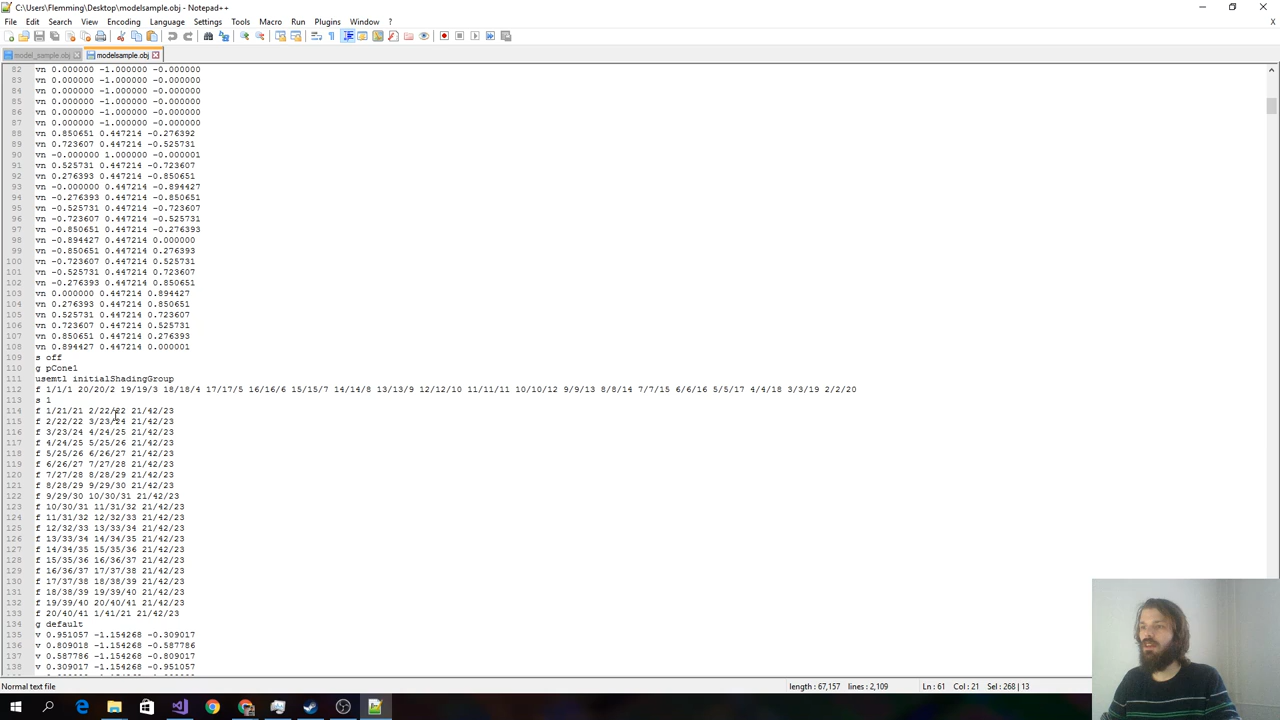 C:\Users\Flemming\Desktop\modelsample.obj - Notepad++
File Edit Search View Encoding Language Settings Tools Macro Run Plugins Window ?
X
model_sample.obj modelsample.obj
82 vn 0.000000 -1.000000 -0.000000
83 vn 0.000000 -1.000000 -0.000000
84 vn 0.000000 -1.000000 -0.000000
85 vn 0.000000 -1.000000 -0.000000
86 vn 0.000000 -1.000000 -0.000000
87 vn 0.000000 -1.000000 -0.000000
88 vn 0.850651 0.447214 -0.276392
89 vn 0.723607 0.447214 -0.525731
90 vn -0.000000 1.000000 -0.000001
91 vn 0.525731 0.447214 -0.723607
92 vn 0.276393 0.447214 -0.850651
93 vn -0.000000 0.447214 -0.894427
94 vn -0.276393 0.447214 -0.850651
95 vn -0.525731 0.447214 -0.723607
96 vn -0.723607 0.447214 -0.525731
97 vn -0.850651 0.447214 -0.276393
98 vn -0.894427 0.447214 0.000000
99 vn -0.850651 0.447214 0.276393
100 vn -0.723607 0.447214 0.525731
101 vn -0.525731 0.447214 0.723607
102 vn -0.276393 0.447214 0.850651
103 vn 0.000000 0.447214 0.894427
104 vn 0.276393 0.447214 0.850651
105 vn 0.525731 0.447214 0.723607
106 vn 0.723607 0.447214 0.525731
107 vn 0.850651 0.447214 0.276393
108 vn 0.894427 0.447214 0.000001
109 s off
110 g pCone1
111 usemtl initialShadingGroup
112 f 1/1/1 20/20/2 19/19/3 18/18/4 17/17/5 16/16/6 15/15/7 14/14/8 13/13/9 12/12/10 11/11/11 10/10/12 9/9/13 8/8/14 7/7/15 6/6/16 5/5/17 4/4/18 3/3/19 2/2/20
113 s 1
114 f 1/21/21 2/22/22 21/42/23
115 f 2/22/22 3/23/24 21/42/23
116 f 3/23/24 4/24/25 21/42/23
117 f 4/24/25 5/25/26 21/42/23
118 f 5/25/26 6/26/27 21/42/23
119 f 6/26/27 7/27/28 21/42/23
120 f 7/27/28 8/28/29 21/42/23
121 f 8/28/29 9/29/30 21/42/23
122 f 9/29/30 10/30/31 21/42/23
123 f 10/30/31 11/31/32 21/42/23
124 f 11/31/32 12/32/33 21/42/23
125 f 12/32/33 13/33/34 21/42/23
126 f 13/33/34 14/34/35 21/42/23
127 f 14/34/35 15/35/36 21/42/23
128 f 15/35/36 16/36/37 21/42/23
129 f 16/36/37 17/37/38 21/42/23
130 f 17/37/38 18/38/39 21/42/23
131 f 18/38/39 19/39/40 21/42/23
132 f 19/39/40 20/40/41 21/42/23
133 f 20/40/41 1/41/21 21/42/23
134 g default
135 v 0.951057 -1.154268 -0.309017
136 v 0.809018 -1.154268 -0.587786
137 v 0.587786 -1.154268 -0.809017
138 v 0.309017 -1.154268 -0.951057
Normal text file length : 67,157 lines : 2,109 Ln : 61 Col : 21 Sel : 268 | 13